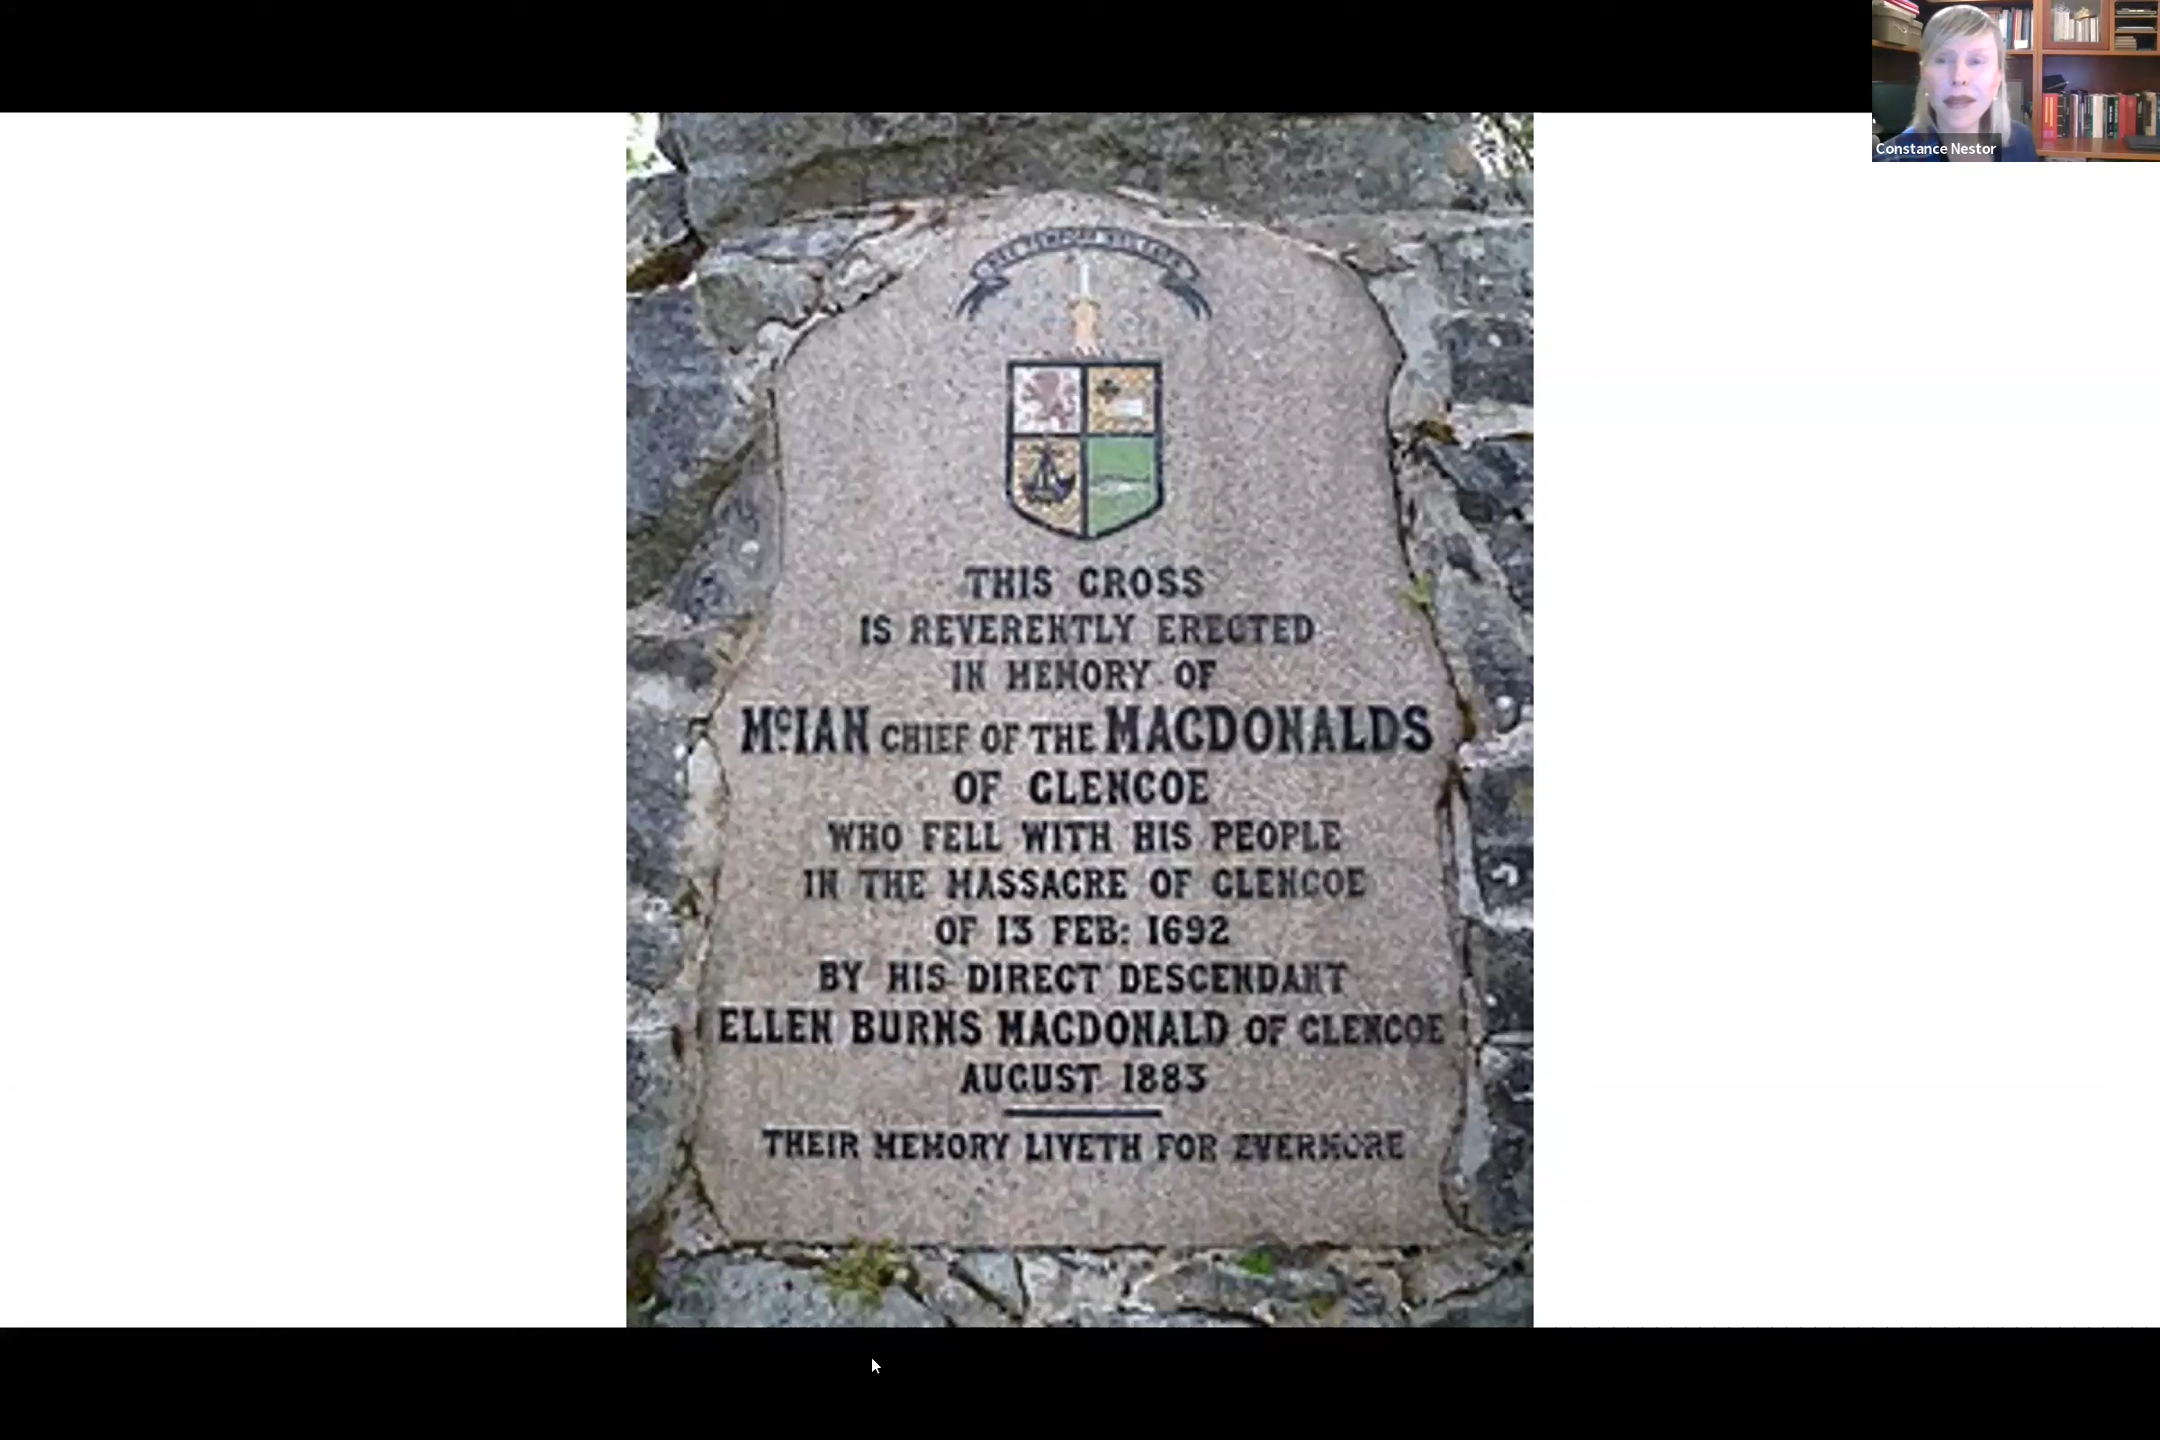 THIS CROSS
IS REVERENTLY ERECTED
IN MEMORY OF
McIAN CHIEF OF THE MACDONALDS
OF GLENCOE
WHO FELL WITH HIS PEOPLE
IN THE MASSACRE OF GLENCOE
OF 13 FEB: 1692
BY HIS DIRECT DESCENDANT
ELLEN BURNS MACDONALD OF GLENCOE
AUGUST 1883
THEIR MEMORY LIVETH FOR EVERMORE
Constance Nestor